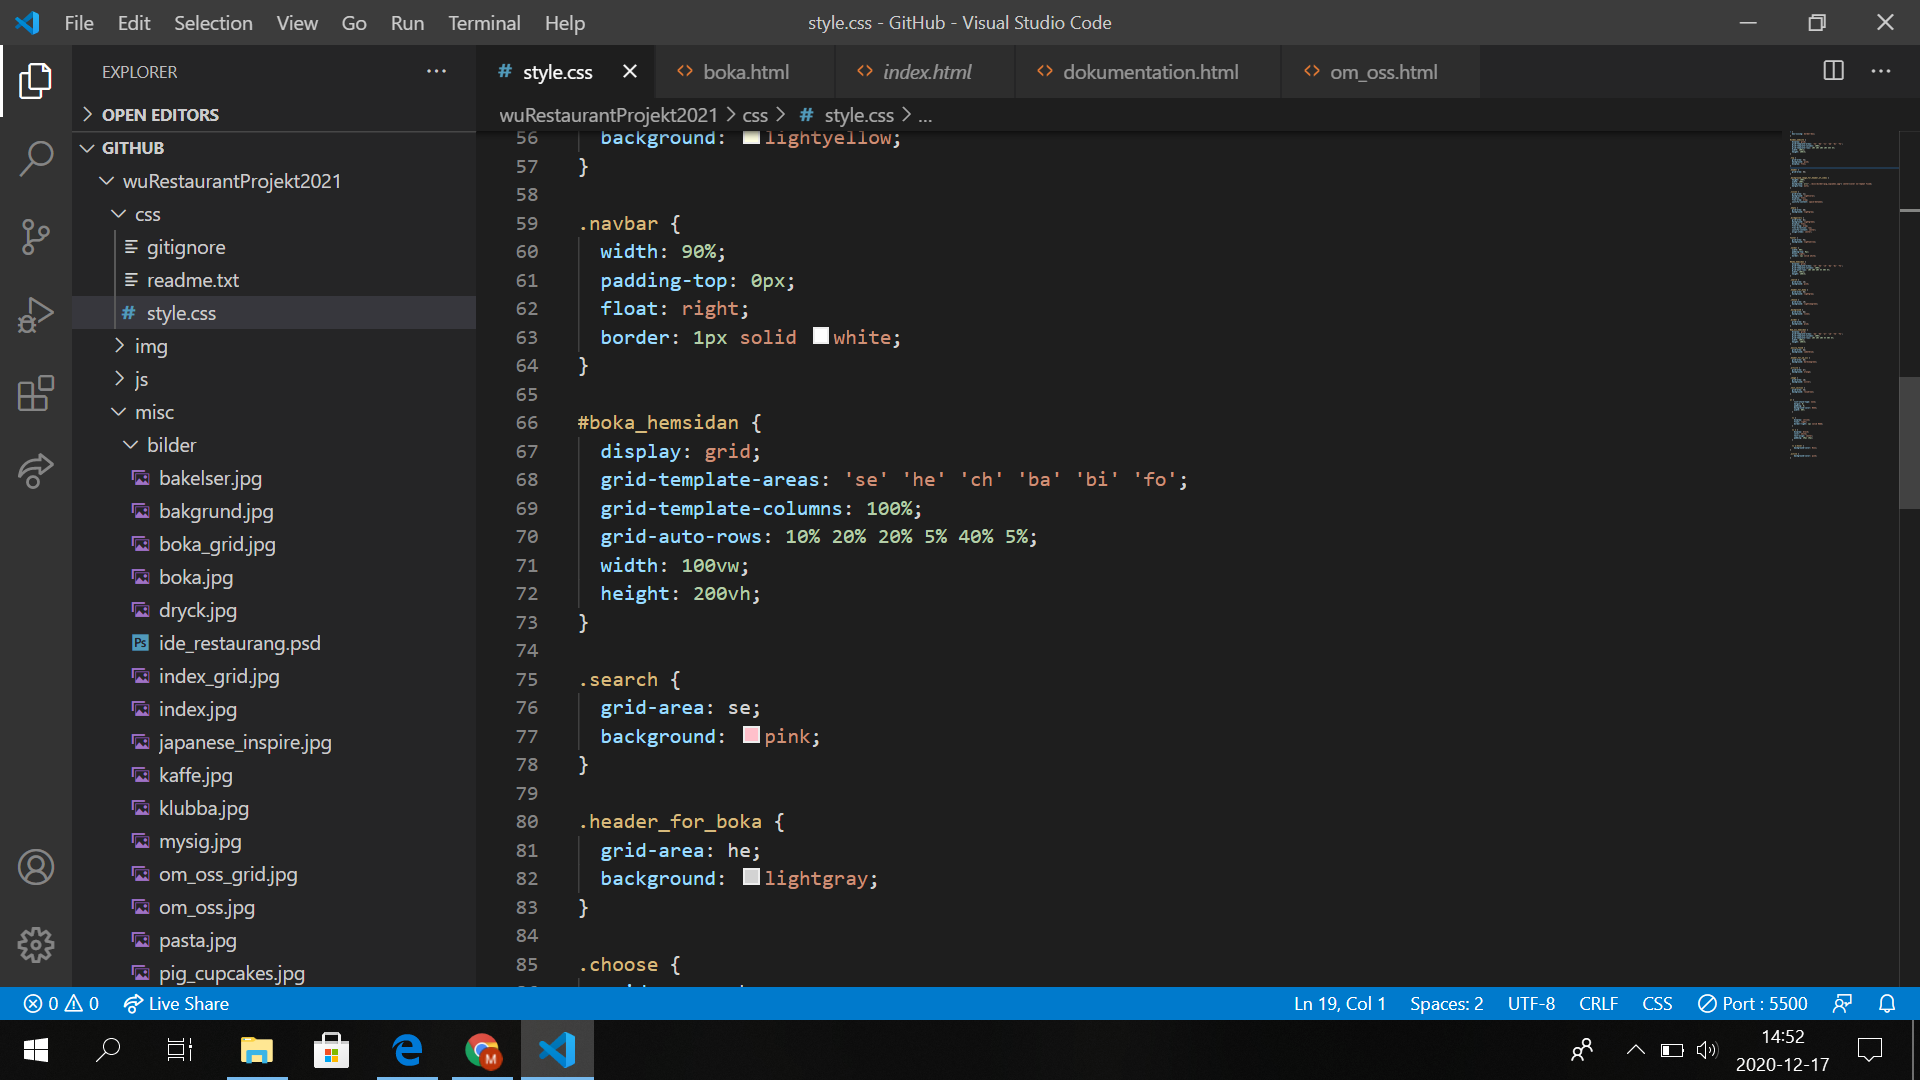 File Edit Selection View Go Run Terminal Help
style.css - GitHub - Visual Studio Code
EXPLORER
OPEN EDITORS
GITHUB
wuRestaurantProjekt2021
css
gitignore
readme.txt
# style.css
img
js
misc
bilder
bakelser.jpg
bakgrund.jpg
boka_grid.jpg
boka.jpg
dryck.jpg
Ps ide_restaurang.psd
index_grid.jpg
index.jpg
japanese_inspire.jpg
kaffe.jpg
klubba.jpg
mysig.jpg
om_oss_grid.jpg
om_oss.jpg
pasta.jpg
pig_cupcakes.jpg
# style.css
<> boka.html
<> index.html
<> dokumentation.html
<> om_oss.html
wuRestaurantProjekt2021 > css > # style.css > ...
56 background: lightyellow;
57 }
58
59 .navbar {
60 width: 90%;
61 padding-top: 0px;
62 float: right;
63 border: 1px solid white;
64 }
65
66 #boka_hemsidan {
67 display: grid;
68 grid-template-areas: 'se' 'he' 'ch' 'ba' 'bi' 'fo';
69 grid-template-columns: 100%;
70 grid-auto-rows: 10% 20% 20% 5% 40% 5%;
71 width: 100vw;
72 height: 200vh;
73 }
74
75 .search {
76 grid-area: se;
77 background: pink;
78 }
79
80 .header_for_boka {
81 grid-area: he;
82 background: lightgray;
83 }
84
85 .choose {
0 0 Live Share
Ln 19, Col 1 Spaces: 2 UTF-8 CRLF CSS Port : 5500
M
14:52
2020-12-17